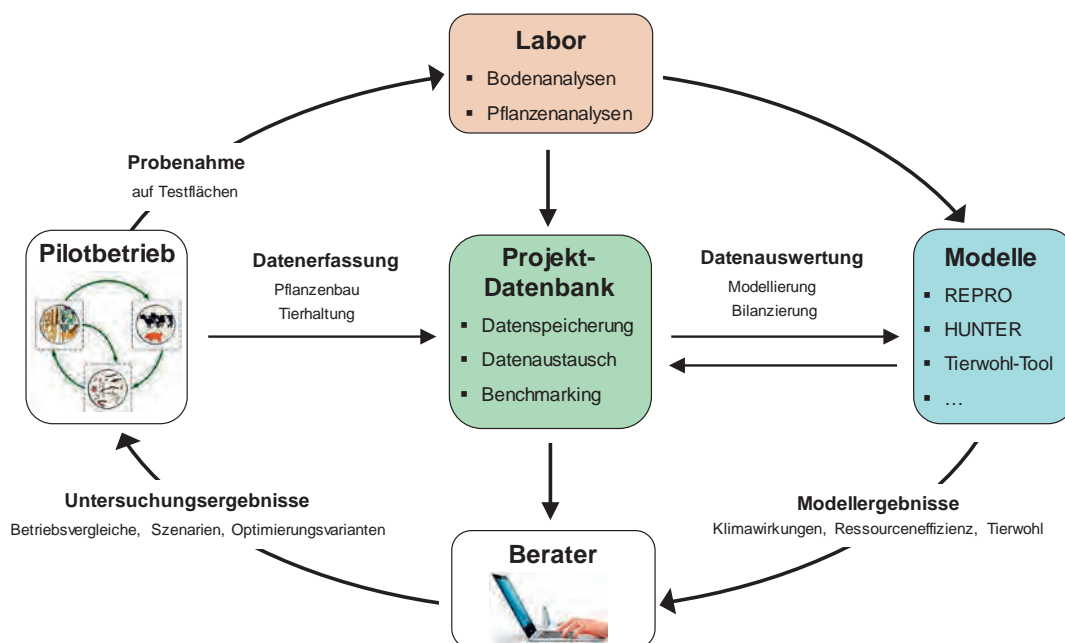 Labor
▪ Bodenanalysen
▪ Pflanzenanalysen
Probenahme
auf Testflächen
Pilotbetrieb
Datenerfassung
Pflanzenbau
Tierhaltung
Projekt-
Datenbank
▪ Datenspeicherung
▪ Datenaustausch
▪ Benchmarking
Datenauswertung
Modellierung
Bilanzierung
Modelle
▪ REPRO
▪ HUNTER
▪ Tierwohl-Tool
▪ …
Untersuchungsergebnisse
Betriebsvergleiche, Szenarien, Optimierungsvarianten
Modellergebnisse
Klimawirkungen, Ressourceneffizienz, Tierwohl
Berater